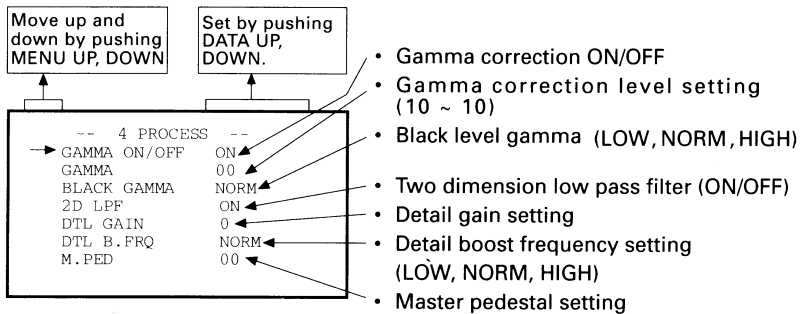 Move up and
down by pushing
MENU UP, DOWN
Set by pushing
DATA UP,
DOWN.
-- 4 PROCESS --
GAMMA ON/OFF ON
GAMMA 00
BLACK GAMMA NORM
2D LPF ON
DTL GAIN 0
DTL B.FRQ NORM
M.PED 00
• Gamma correction ON/OFF
• Gamma correction level setting
(10 ~ 10)
• Black level gamma (LOW, NORM, HIGH)
• Two dimension low pass filter (ON/OFF)
• Detail gain setting
• Detail boost frequency setting
(LOW, NORM, HIGH)
• Master pedestal setting